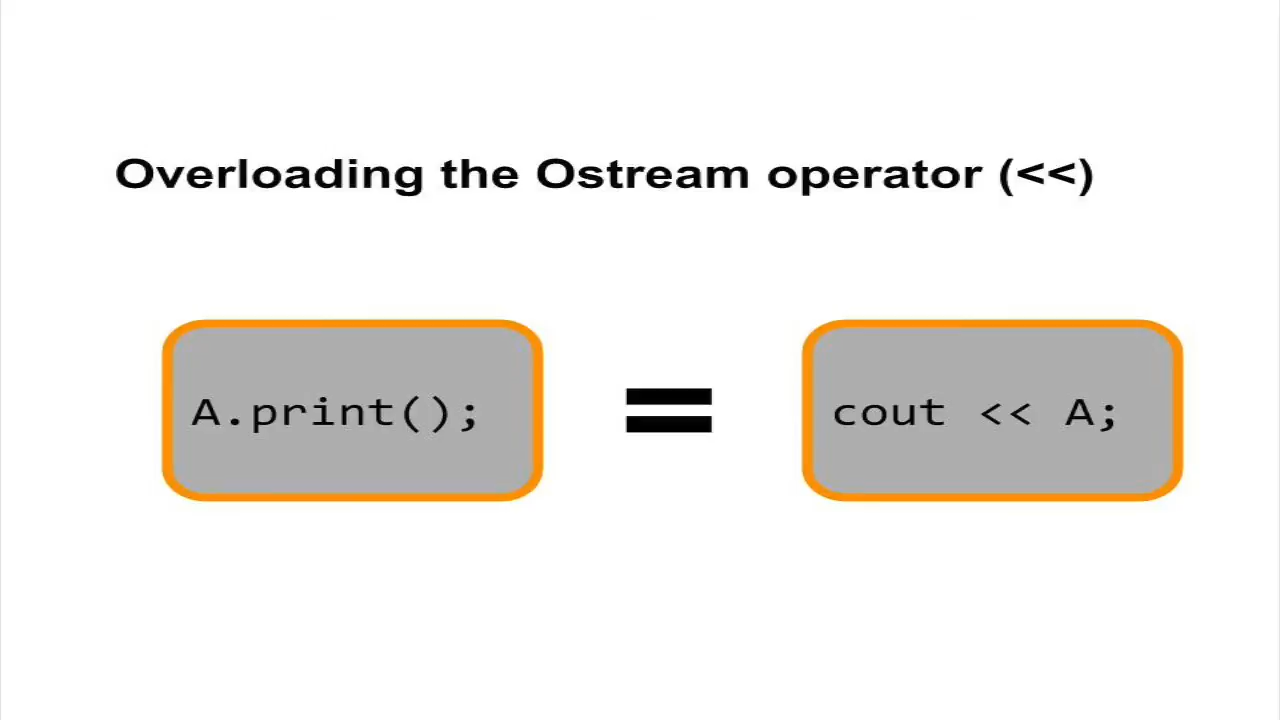 Overloading the Ostream operator (<<)
A.print();
=
cout << A;